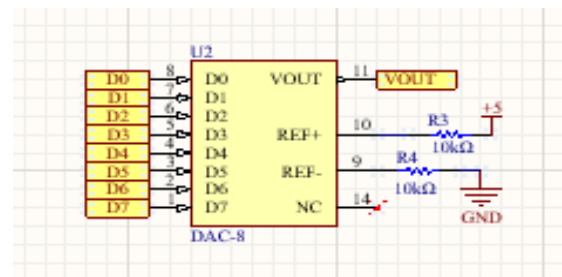 U2
D0 8 D0 VOUT 11 VOUT
D1 7 D1
D2 6 D2 +5
D3 5 D3 REF+ 10 R3
10kΩ
D4 4 D4
D5 3 D5 REF- 9 R4
D6 2 D6 10kΩ
D7 1 D7 NC 14
GND
DAC-8